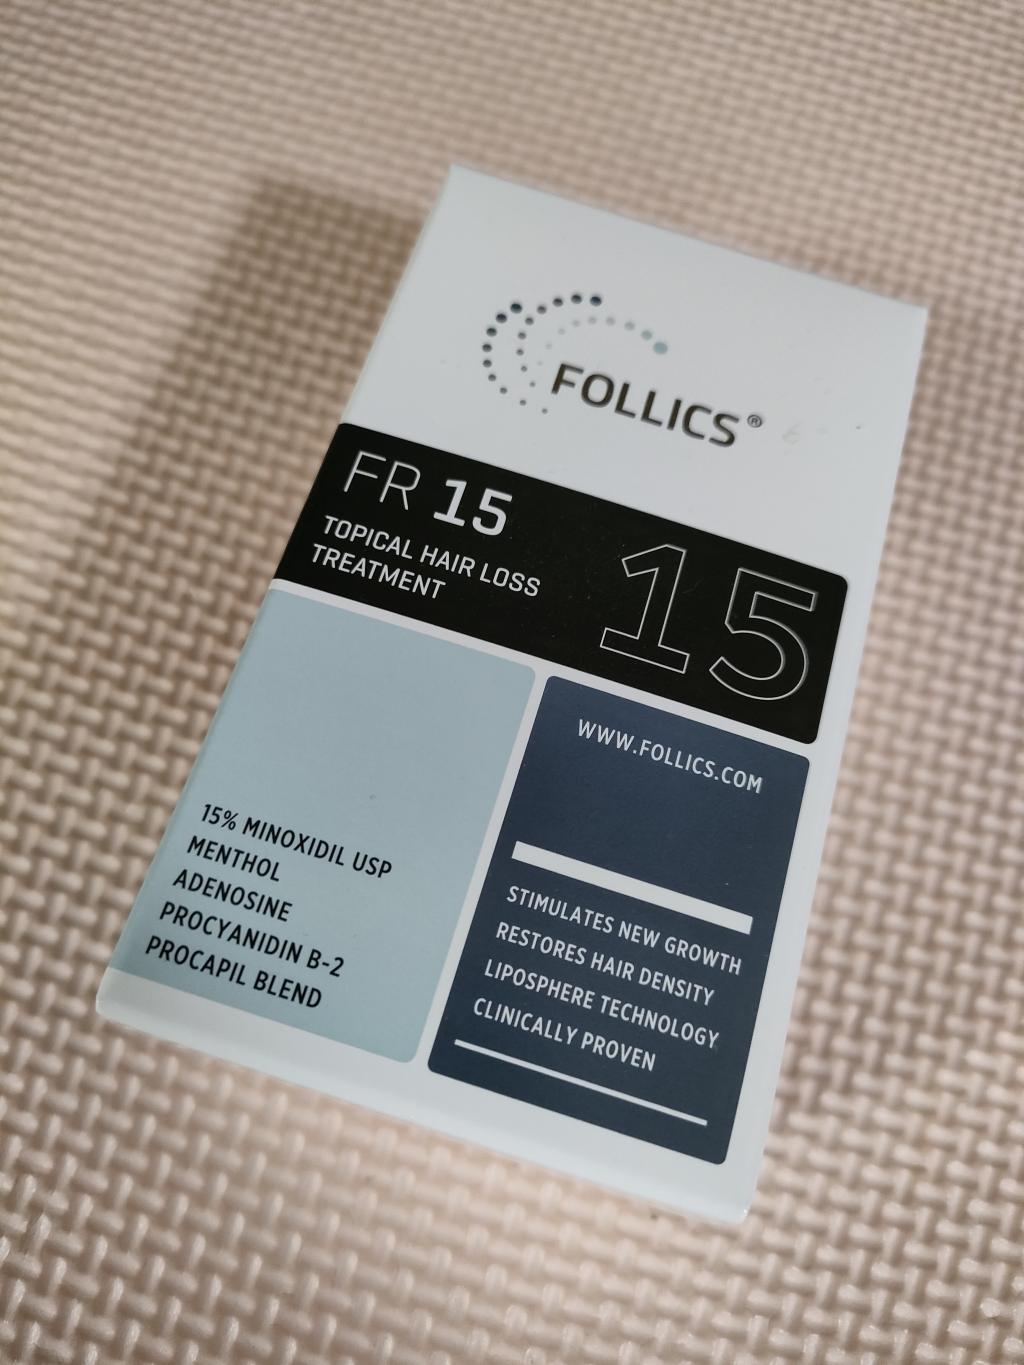 FOLLICS®
FR 15
TOPICAL HAIR LOSS
TREATMENT
15
15% MINOXIDIL USP
MENTHOL
ADENOSINE
PROCYANIDIN B-2
PROCAPIL BLEND
WWW.FOLLICS.COM
STIMULATES NEW GROWTH
RESTORES HAIR DENSITY
LIPOSPHERE TECHNOLOGY
CLINICALLY PROVEN